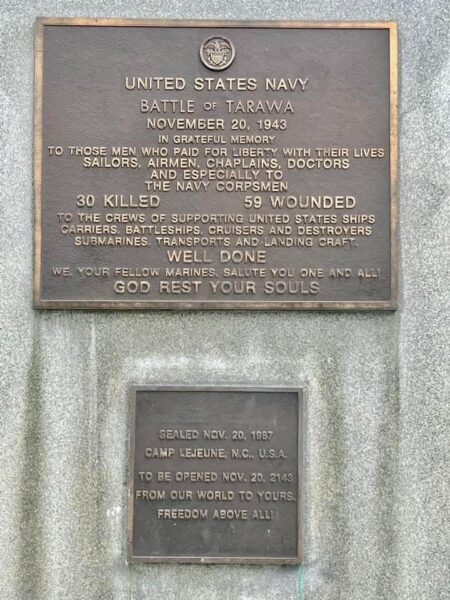 UNITED STATES NAVY
BATTLE OF TARAWA
NOVEMBER 20, 1943
IN GRATEFUL MEMORY
TO THOSE MEN WHO PAID FOR LIBERTY WITH THEIR LIVES
SAILORS, AIRMEN, CHAPLAINS, DOCTORS
AND ESPECIALLY TO
THE NAVY CORPSMEN
30 KILLED 59 WOUNDED
TO THE CREWS OF SUPPORTING UNITED STATES SHIPS
CARRIERS, BATTLESHIPS, CRUISERS AND DESTROYERS
SUBMARINES, TRANSPORTS AND LANDING CRAFT.
WELL DONE
WE, YOUR FELLOW MARINES, SALUTE YOU ONE AND ALL!
GOD REST YOUR SOULS
SEALED NOV. 20, 1987
CAMP LEJEUNE, N.C., U.S.A.
TO BE OPENED NOV. 20, 2143
FROM OUR WORLD TO YOURS.
FREEDOM ABOVE ALL!